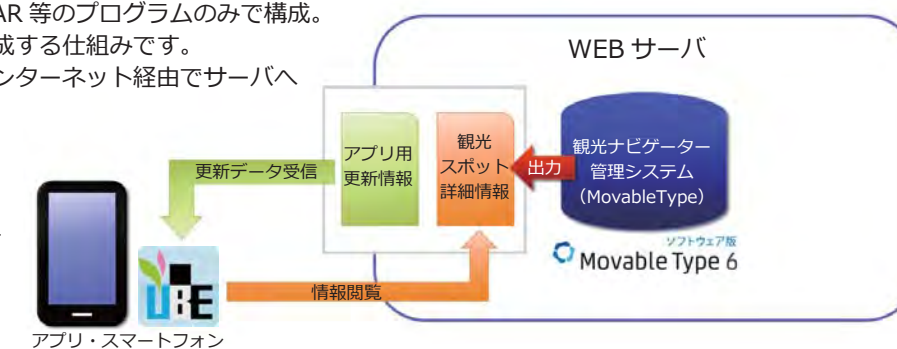 AR 等のプログラムのみで構成。
成する仕組みです。
ンターネット経由でサーバへ
WEB サーバ
アプリ用
更新情報
観光
スポット
詳細情報
出力
観光ナビゲーター
管理システム
（MovableType）
更新データ受信
ソフトウェア版
Movable Type 6
UBE
情報閲覧
アプリ・スマートフォン